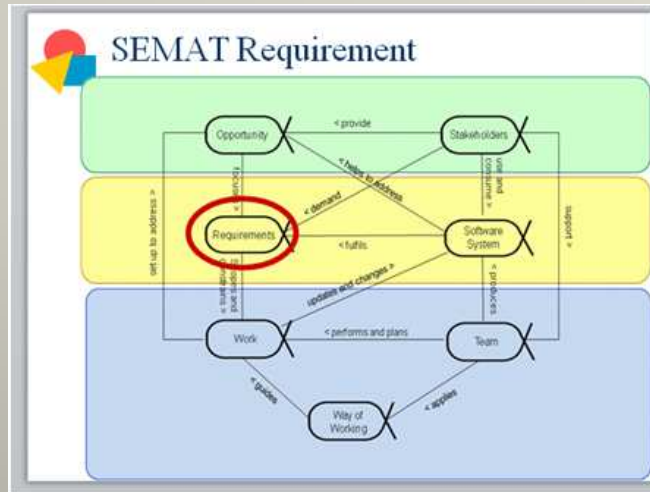 SEMAT Requirement
Opportunity
< provide
Stakeholders
focuses >
< helps to address
use and
consume >
< demand
set up to address >
support >
Requirements
< fulfils
Software
System
scopes and
constrains >
updates and changes >
< produces
Work
< performs and plans
Team
< guides
< applies
Way of
Working